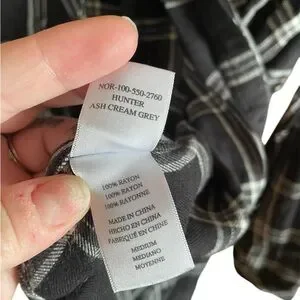 NOR-100-550-2760
HUNTER
ASH CREAM GREY
100% RAYON
100% RAYON
100% RAYONNE
MADE IN CHINA
HECHO EN CHINA
FABRIQUÉ EN CHINE
MEDIUM
MEDIANO
MOYENNE